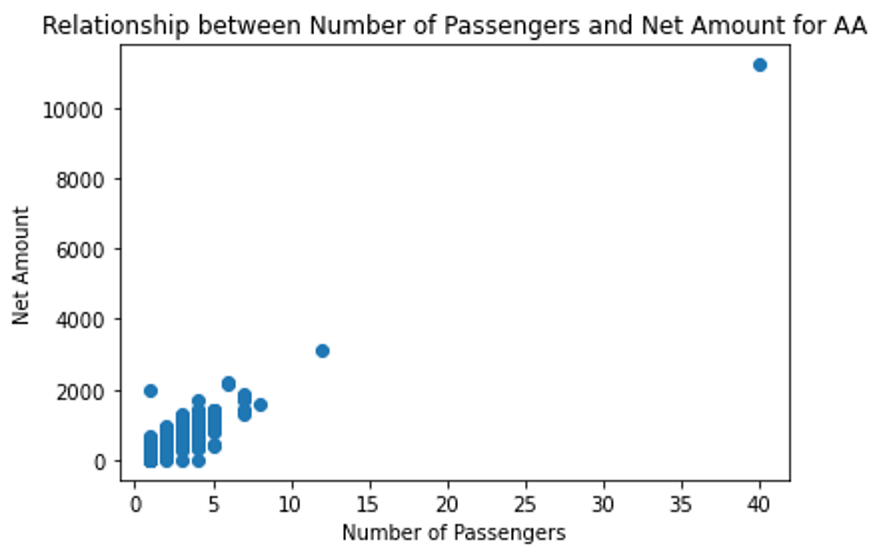 Relationship between Number of Passengers and Net Amount for AA
10000
8000
6000
4000
2000
0
Net Amount
0 5 10 15 20 25 30 35 40
Number of Passengers